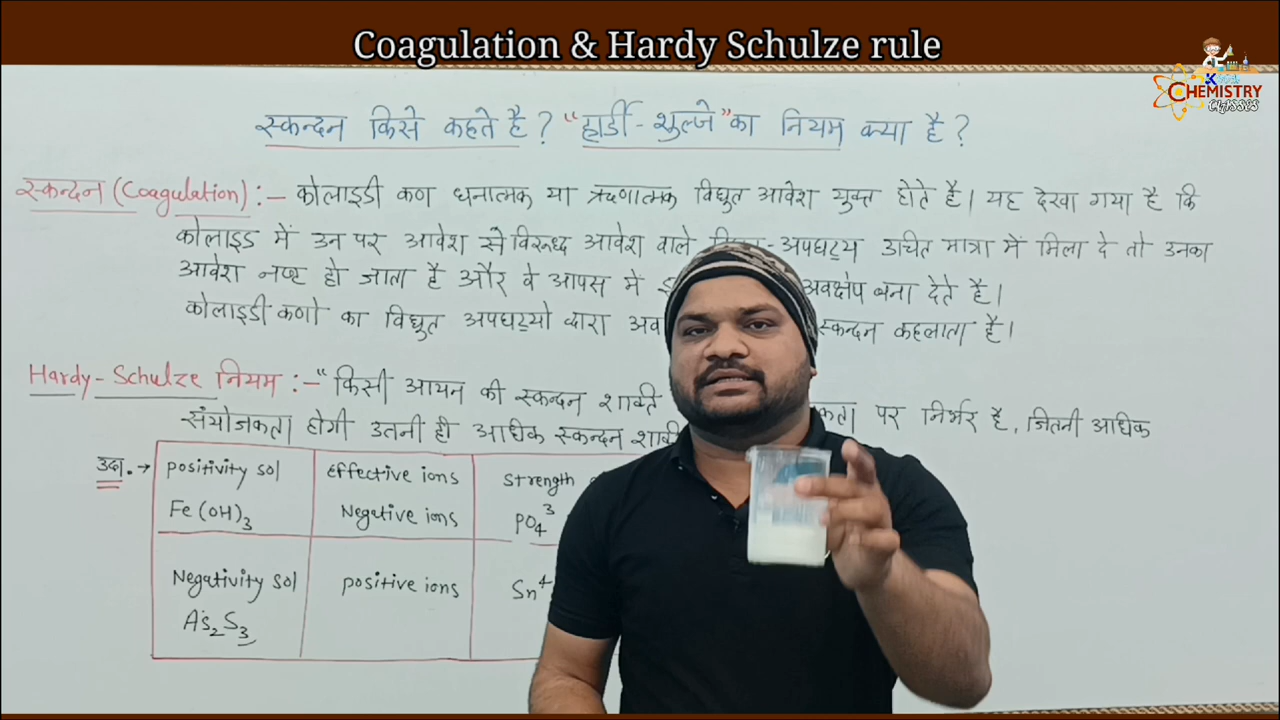 Coagulation & Hardy Schulze rule
CHEMISTRY
CLASSES
स्कन्दन किसे कहते है ? "हार्डी-शुल्जे" का नियम क्या है ?
स्कन्दन (Coagulation) :- कोलाइडी कण धनात्मक या ऋणात्मक विद्युत आवेश युक्त होते है। यह देखा गया है कि
कोलाइड में उन पर आवेश से विरूध्द आवेश वाले -अपघट्य उचित मात्रा में मिला दे तो उनका
आवेश नष्ट हो जाता है और वे आपस मे अवक्षेप बना देते है।
कोलाइडी कणो का विद्युत अपघट्यो द्वारा अव स्कन्दन कहलाता है।
Hardy-Schulze नियम :- "किसी आयन की स्कन्दन शक्ति कता पर निर्भर है, जितनी अधिक
संयोजकता होगी उतनी ही अधिक स्कन्दन
उदा. → positivity sol effective ions Strength
Fe(OH)3 Negative ions PO4 3
Negativity sol positive ions Sn4+
As2S3